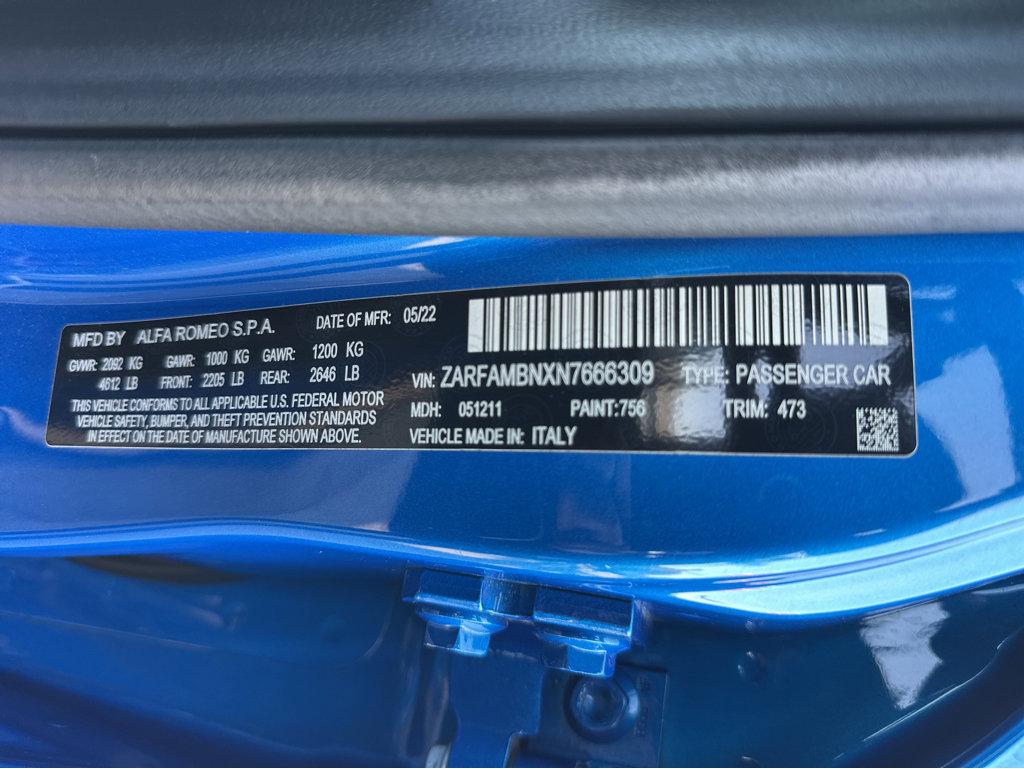 MFD BY ALFA ROMEO S.P.A. DATE OF MFR: 05/22
GVWR: 2092 KG GAWR: 1000 KG GAWR: 1200 KG
4612 LB FRONT: 2205 LB REAR: 2646 LB
THIS VEHICLE CONFORMS TO ALL APPLICABLE U.S. FEDERAL MOTOR
VEHICLE SAFETY, BUMPER, AND THEFT PREVENTION STANDARDS
IN EFFECT ON THE DATE OF MANUFACTURE SHOWN ABOVE.
VIN: ZARFAMBNXN7666309 TYPE: PASSENGER CAR
MDH: 051211 PAINT:756 TRIM: 473
VEHICLE MADE IN: ITALY